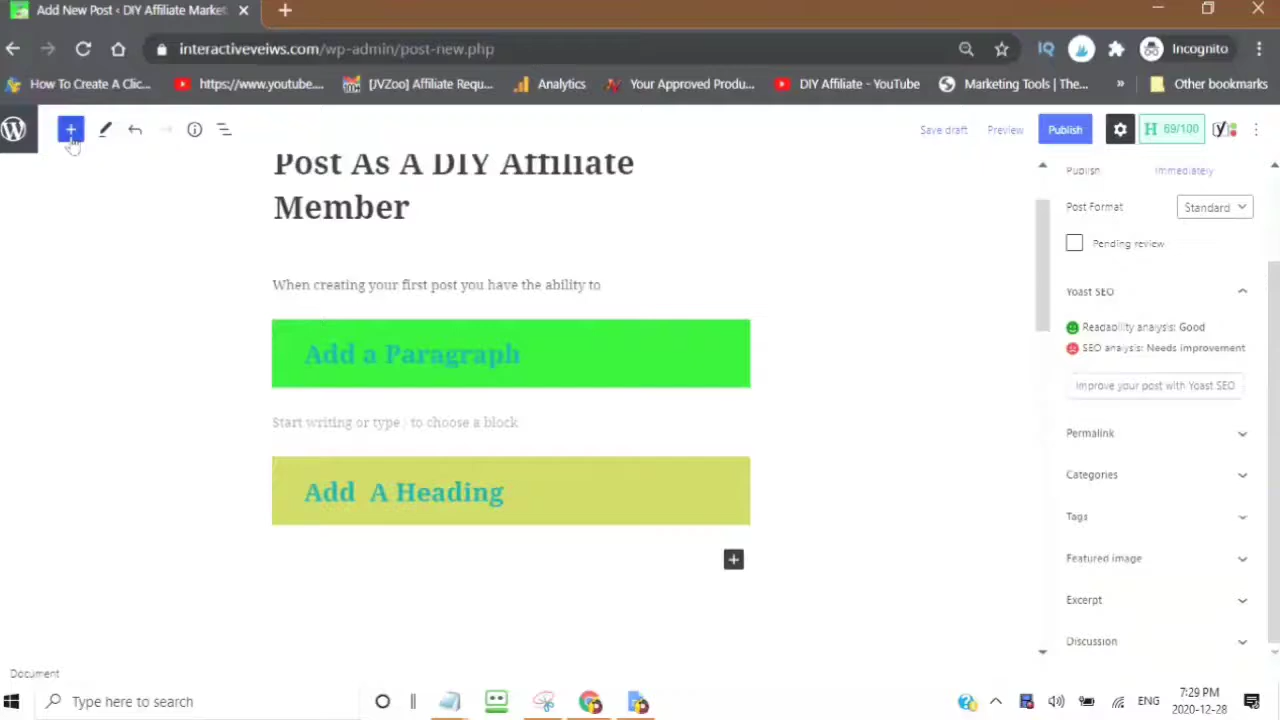 Add New Post ‹ DIY Affiliate Market
interactiveveiws.com/wp-admin/post-new.php
IQ
Incognito
How To Create A Clic...
https://www.youtube....
[JVZoo] Affiliate Requ...
Analytics
Your Approved Produ...
DIY Affiliate - YouTube
Marketing Tools | The...
»
Other bookmarks
Save draft
Preview
Publish
H 69/100
Post As A DIY Affiliate
Member
When creating your first post you have the ability to
Add a Paragraph
Start writing or type / to choose a block
Add A Heading
Publish
Immediately
Post Format
Standard
Pending review
Yoast SEO
Readability analysis: Good
SEO analysis: Needs improvement
Improve your post with Yoast SEO
Permalink
Categories
Tags
Featured image
Excerpt
Discussion
Document
Type here to search
ENG
7:29 PM
2020-12-28